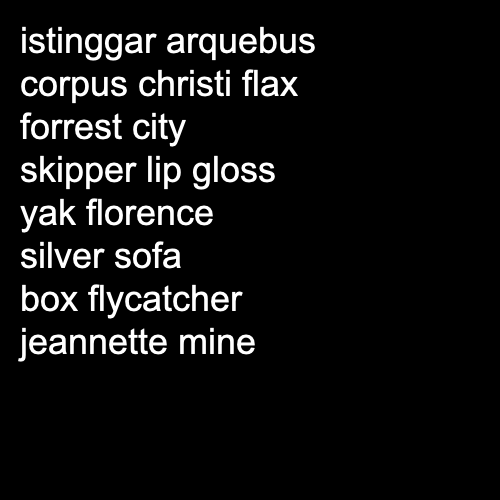 istinggar arquebus
corpus christi flax
forrest city
skipper lip gloss
yak florence
silver sofa
box flycatcher
jeannette mine